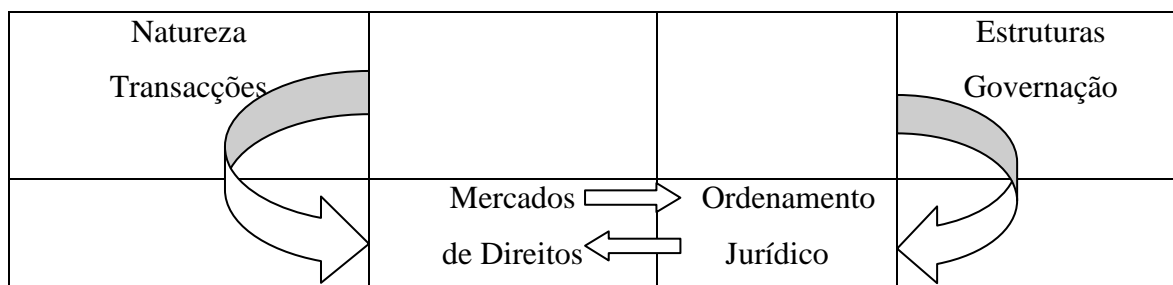 Natureza
Transacções
Estruturas
Governação
Mercados
de Direitos
Ordenamento
Jurídico